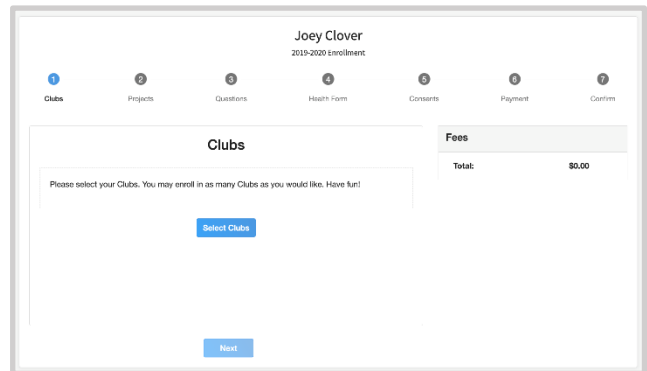 Joey Clover
2019-2020 Enrollment
1 2 3 4 5 6 7
Clubs Projects Questions Health Form Consents Payment Confirm
Clubs
Fees
Total: $0.00
Please select your Clubs. You may enroll in as many Clubs as you would like. Have fun!
Select Clubs
Next